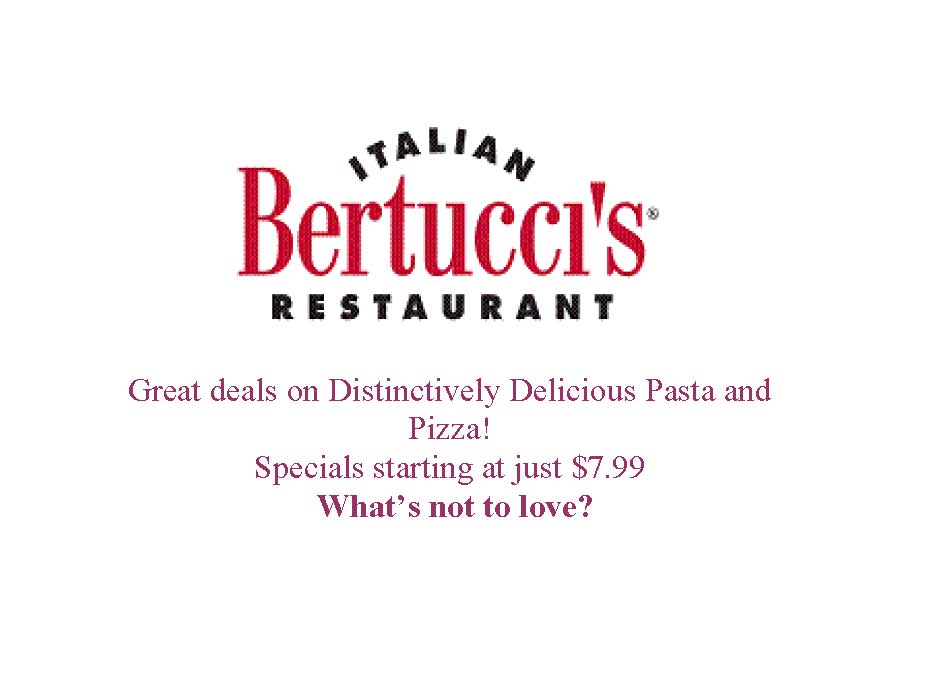 ITALIAN
Bertucci's®
RESTAURANT
Great deals on Distinctively Delicious Pasta and
Pizza!
Specials starting at just $7.99
What’s not to love?